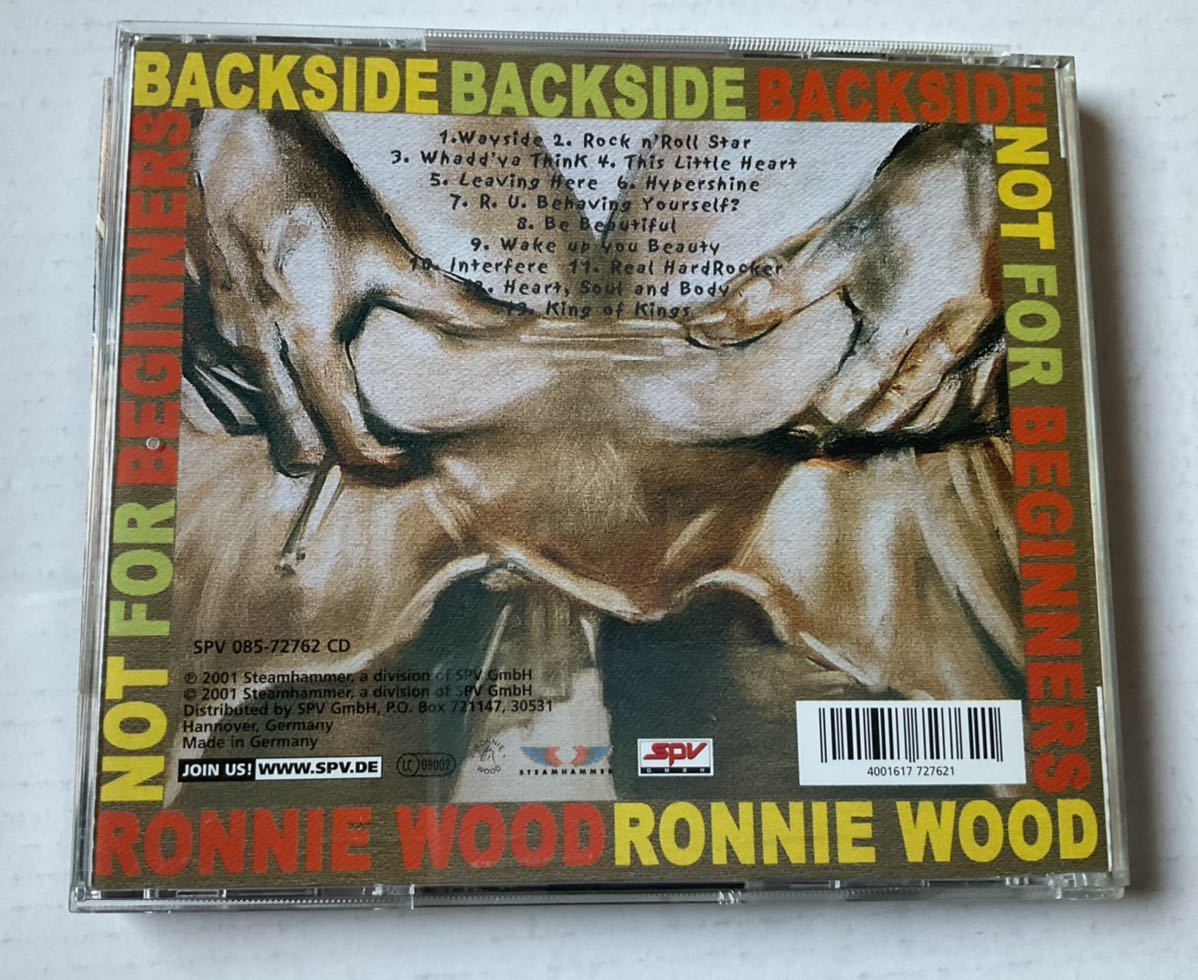 BACKSIDE BACKSIDE BACKSIDE
NOT FOR BEGINNERS
NOT FOR BEGINNERS
1.Wayside 2. Rock n'Roll Star
3. Whadd'ya Think 4. This Little Heart
5. Leaving Here 6. Hypershine
7. R. U. Behaving Yourself?
8. Be Beautiful
9. Wake up you Beauty
10. Interfere 11. Real HardRocker
12. Heart, Soul and Body
13. King of Kings
SPV 085-72762 CD
℗ 2001 Steamhammer, a division of SPV GmbH
© 2001 Steamhammer, a division of SPV GmbH
Distributed by SPV GmbH, P.O. Box 721147, 30531
Hannover, Germany
Made in Germany
JOIN US! WWW.SPV.DE
LC 09002
RONNIE WOOD
STEAMHAMMER
spv
GMBH
4001617 727621
RONNIE WOOD RONNIE WOOD